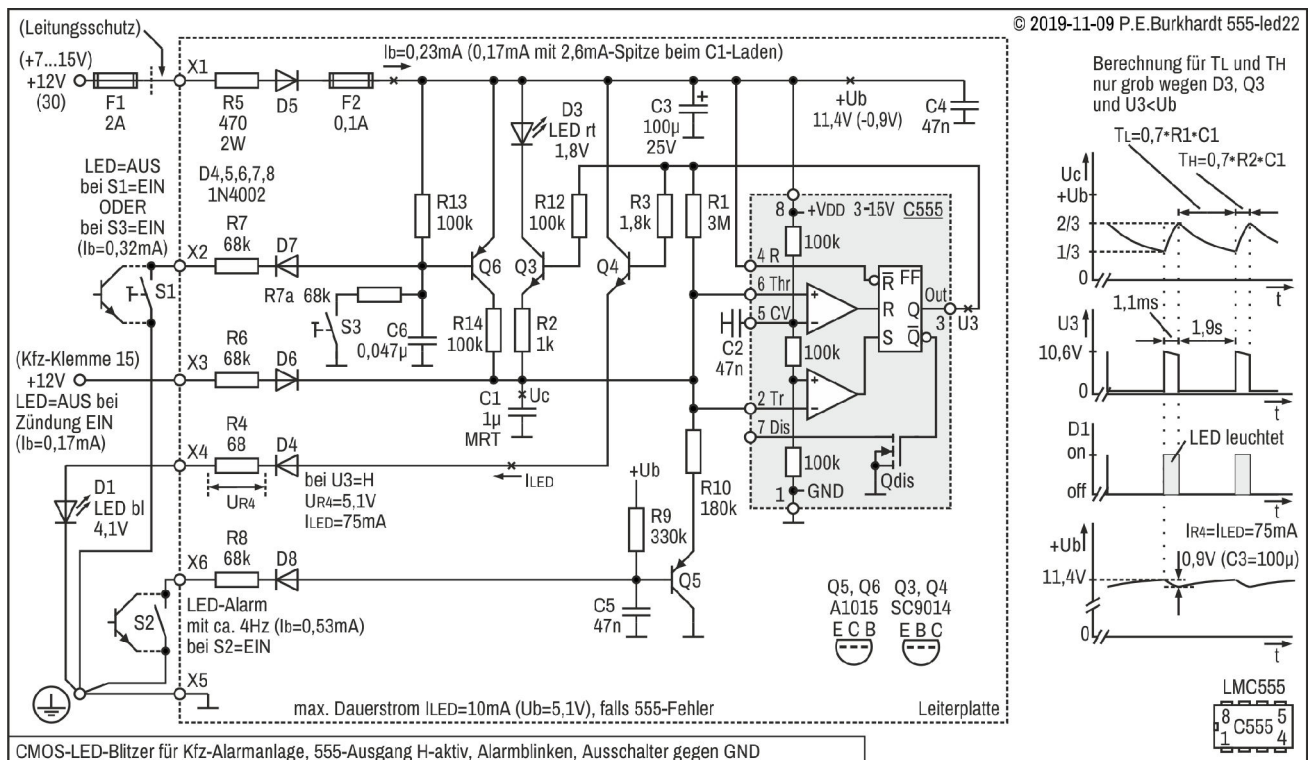 © 2019-11-09 P.E.Burkhardt 555-led22
(Leitungsschutz)
(+7...15V)
+12V
(30)
F1
2A
X1
R5
470
2W
D5
F2
0,1A
Ib=0,23mA (0,17mA mit 2,6mA-Spitze beim C1-Laden)
D3
LED rt
1,8V
C3
100µ
25V
+
+Ub
11,4V (-0,9V)
C4
47n
D4,5,6,7,8
1N4002
LED=AUS
bei S1=EIN
ODER
bei S3=EIN
(Ib=0,32mA)
X2
R7
68k
D7
S1
R7a 68k
S3
C6
0,047µ
R13
100k
Q6
R12
100k
Q3
R3
1,8k
Q4
R1
3M
R14
100k
R2
1k
(Kfz-Klemme 15)
+12V
LED=AUS bei
Zündung EIN
(Ib=0,17mA)
X3
R6
68k
D6
C1
1µ
MRT
Uc
X4
R4
68
D4
UR4
bei U3=H
UR4=5,1V
ILED=75mA
ILED
D1
LED bl
4,1V
X6
R8
68k
D8
S2
LED-Alarm
mit ca. 4Hz (Ib=0,53mA)
bei S2=EIN
X5
+Ub
R9
330k
C5
47n
Q5
R10
180k
8 +VDD 3-15V C555
100k
4 R
6 Thr
5 CV
C2
47n
100k
2 Tr
7 Dis
100k
1 GND
Qdis
+
−
+
−
R FF
R Q
S Q
Out
3
U3
Q5, Q6
A1015
E C B
Q3, Q4
SC9014
E B C
max. Dauerstrom ILED=10mA (Ub=5,1V), falls 555-Fehler
Leiterplatte
CMOS-LED-Blitzer für Kfz-Alarmanlage, 555-Ausgang H-aktiv, Alarmblinken, Ausschalter gegen GND
Berechnung für TL und TH
nur grob wegen D3, Q3
und U3<Ub
TL=0,7*R1*C1
TH=0,7*R2*C1
Uc
+Ub
2/3
1/3
0
t
U3
1,1ms
1,9s
10,6V
0
t
D1
on
off
LED leuchtet
t
IR4=ILED=75mA
+Ub
0,9V (C3=100µ)
11,4V
0
t
LMC555
8 5
C555
1 4